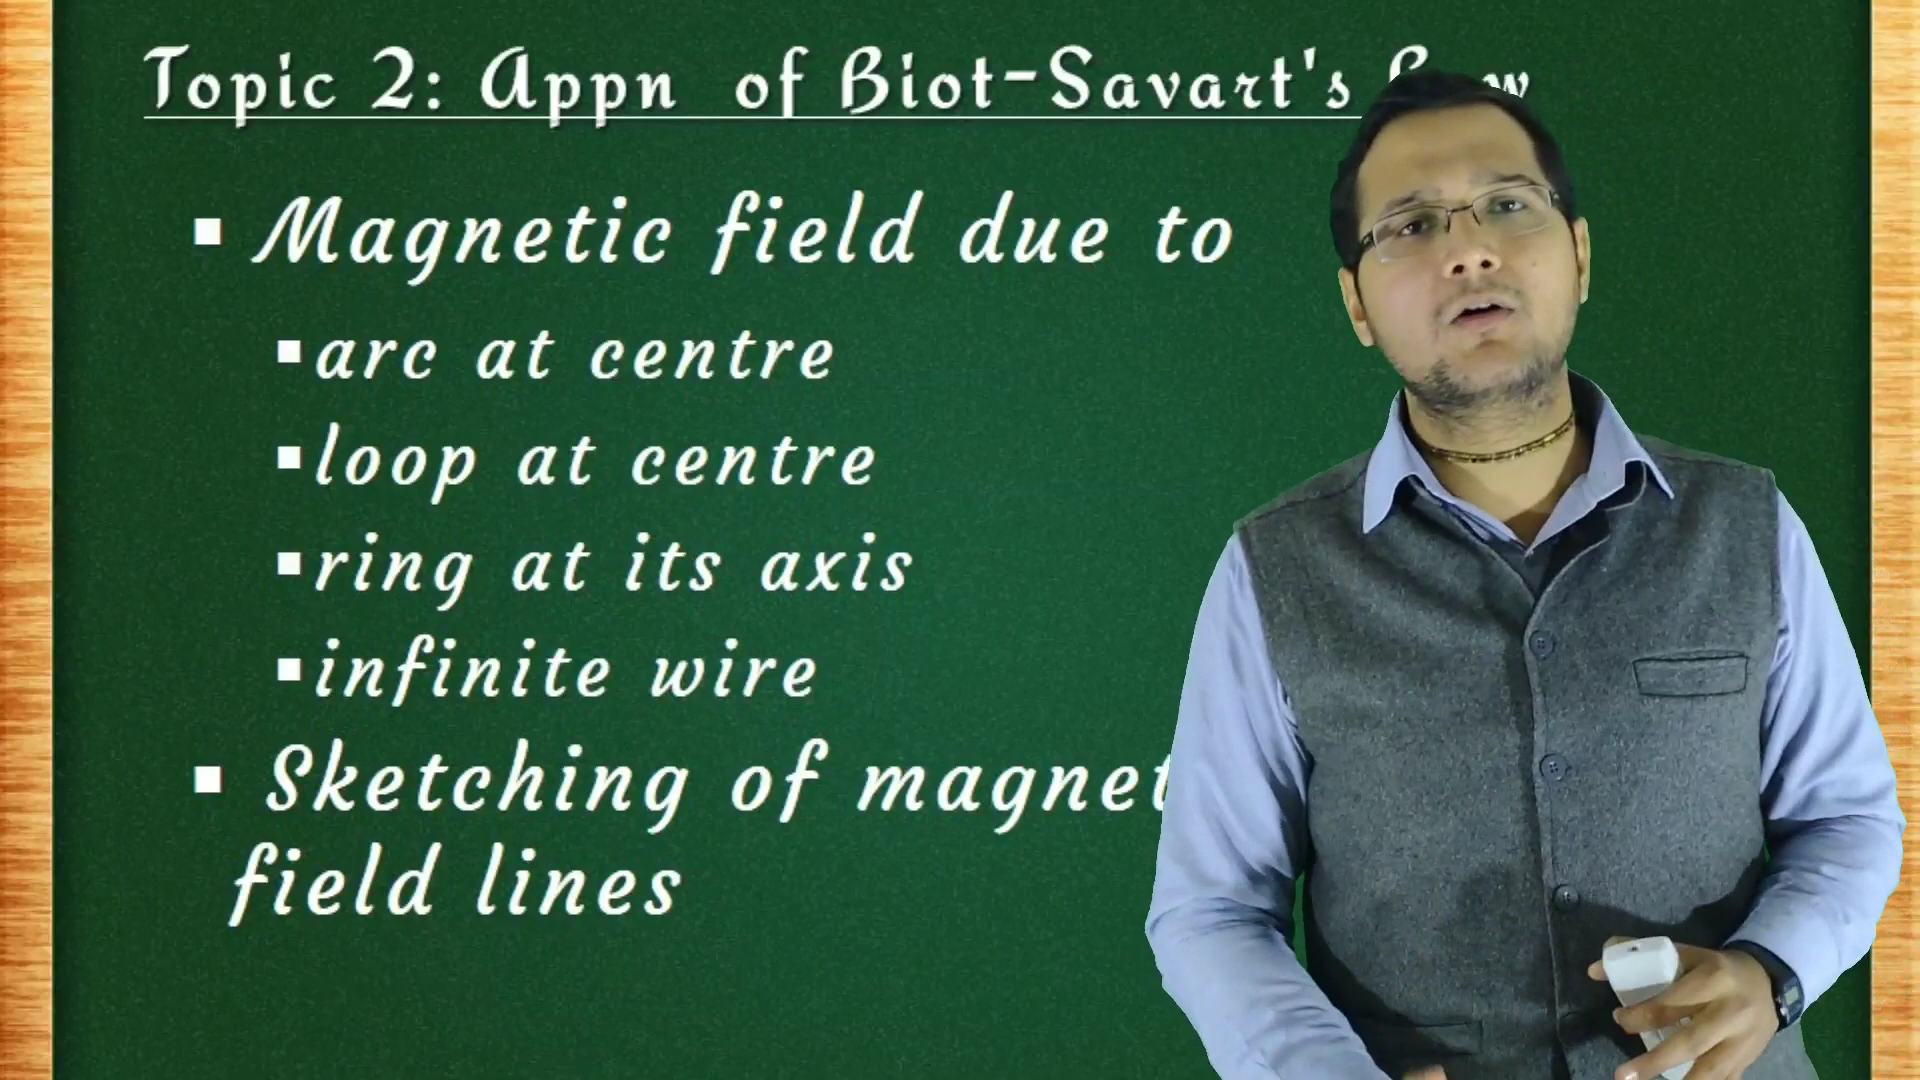 Topic 2: Appn of Biot-Savart's
▪ Magnetic field due to
▪arc at centre
▪loop at centre
▪ring at its axis
▪infinite wire
▪ Sketching of
field lines